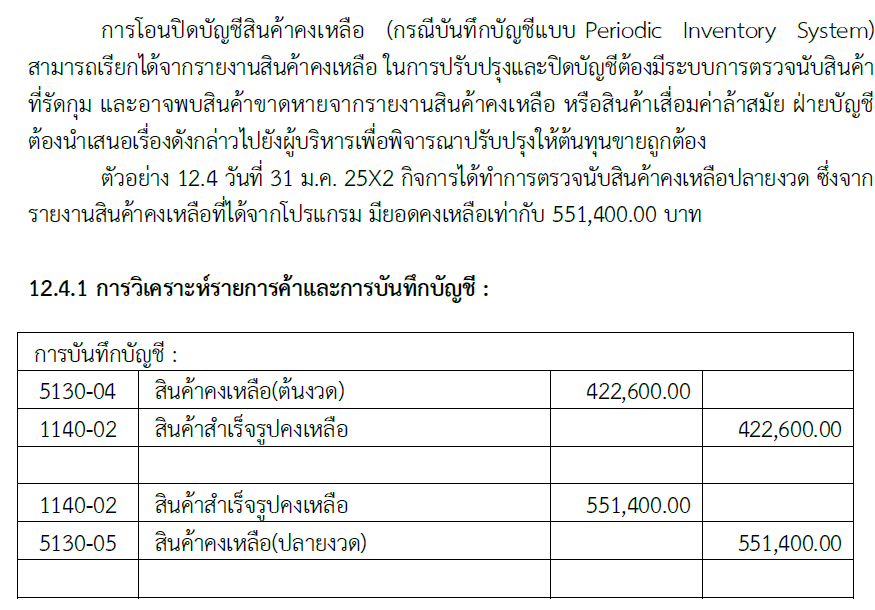 การโอนปิดบัญชีสินค้าคงเหลือ (กรณีบันทึกบัญชีแบบ Periodic Inventory System)
สามารถเรียกได้จากรายงานสินค้าคงเหลือ ในการปรับปรุงและปิดบัญชีต้องมีระบบการตรวจนับสินค้า
ที่รัดกุม และอาจพบสินค้าขาดหายจากรายงานสินค้าคงเหลือ หรือสินค้าเสื่อมค่าล้าสมัย ฝ่ายบัญชี
ต้องนำเสนอเรื่องดังกล่าวไปยังผู้บริหารเพื่อพิจารณาปรับปรุงให้ต้นทุนขายถูกต้อง
ตัวอย่าง 12.4 วันที่ 31 ม.ค. 25X2 กิจการได้ทำการตรวจนับสินค้าคงเหลือปลายงวด ซึ่งจาก
รายงานสินค้าคงเหลือที่ได้จากโปรแกรม มียอดคงเหลือเท่ากับ 551,400.00 บาท
12.4.1 การวิเคราะห์รายการค้าและการบันทึกบัญชี :
การบันทึกบัญชี :
5130-04 สินค้าคงเหลือ(ต้นงวด) 422,600.00
1140-02 สินค้าสำเร็จรูปคงเหลือ 422,600.00
1140-02 สินค้าสำเร็จรูปคงเหลือ 551,400.00
5130-05 สินค้าคงเหลือ(ปลายงวด) 551,400.00